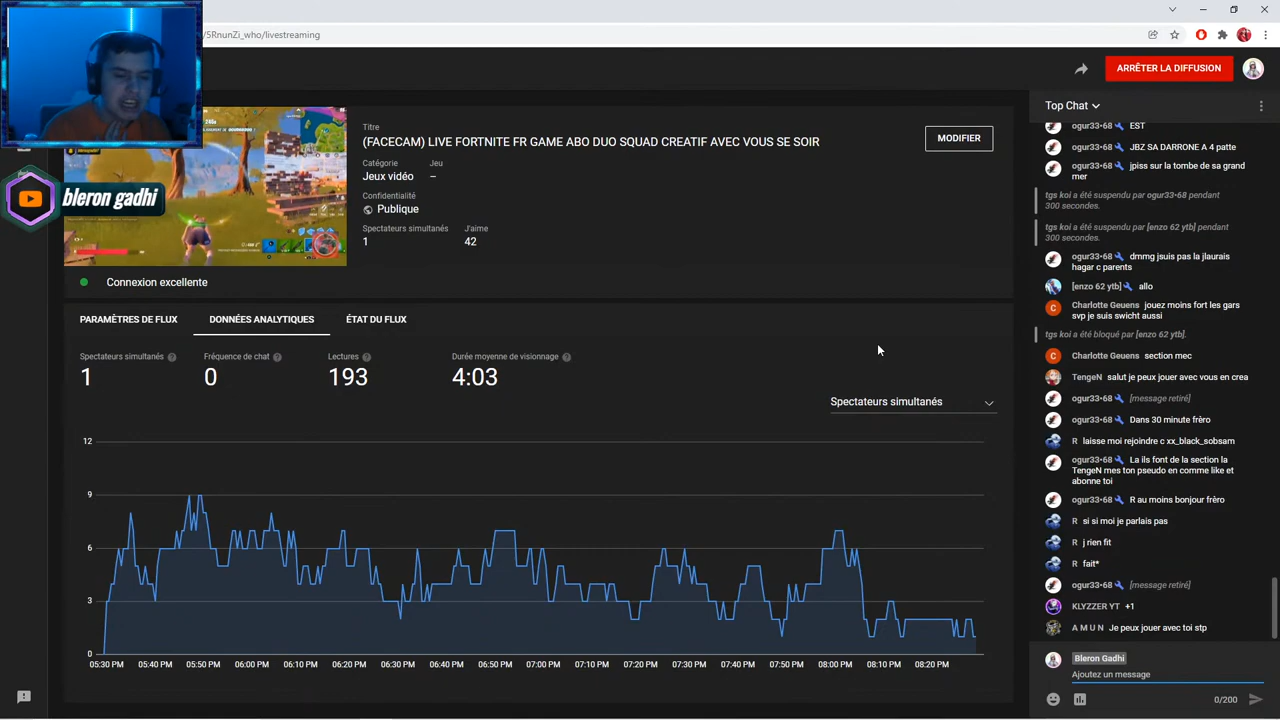 /5RnunZi_who/livestreaming
ARRÊTER LA DIFFUSION
bleron gadhi
Titre
(FACECAM) LIVE FORTNITE FR GAME ABO DUO SQUAD CREATIF AVEC VOUS SE SOIR
MODIFIER
Catégorie Jeu
Jeux vidéo –
Confidentialité
Publique
Spectateurs simultanés J'aime
1 42
Connexion excellente
PARAMÈTRES DE FLUX DONNÉES ANALYTIQUES ÉTAT DU FLUX
Spectateurs simultanés Fréquence de chat Lectures Durée moyenne de visionnage
1 0 193 4:03
Spectateurs simultanés
12
9
6
3
0
05:30 PM 05:40 PM 05:50 PM 06:00 PM 06:10 PM 06:20 PM 06:30 PM 06:40 PM 06:50 PM 07:00 PM 07:10 PM 07:20 PM 07:30 PM 07:40 PM 07:50 PM 08:00 PM 08:10 PM 08:20 PM
Top Chat
ogur33•68 EST
ogur33•68 JBZ SA DARRONE A 4 patte
ogur33•68 jpiss sur la tombe de sa grand
mer
tgs koi a été suspendu par ogur33•68 pendant
300 secondes.
tgs koi a été suspendu par [enzo 62 ytb] pendant
300 secondes.
ogur33•68 dmmg jsuis pas la jlaurais
hagar c parents
[enzo 62 ytb] allo
Charlotte Geuens jouez moins fort les gars
svp je suis swicht aussi
tgs koi a été bloqué par [enzo 62 ytb].
Charlotte Geuens section mec
TengeN salut je peux jouer avec vous en crea
ogur33•68 [message retiré]
ogur33•68 Dans 30 minute frèro
R laisse moi rejoindre c xx_black_sobsam
ogur33•68 La ils font de la section la
TengeN mes ton pseudo en comme like et
abonne toi
ogur33•68 R au moins bonjour frèro
R si si moi je parlais pas
R j rien fit
R fait*
ogur33•68 [message retiré]
KLYZZER YT +1
A M U N Je peux jouer avec toi stp
Bleron Gadhi
Ajoutez un message
0/200